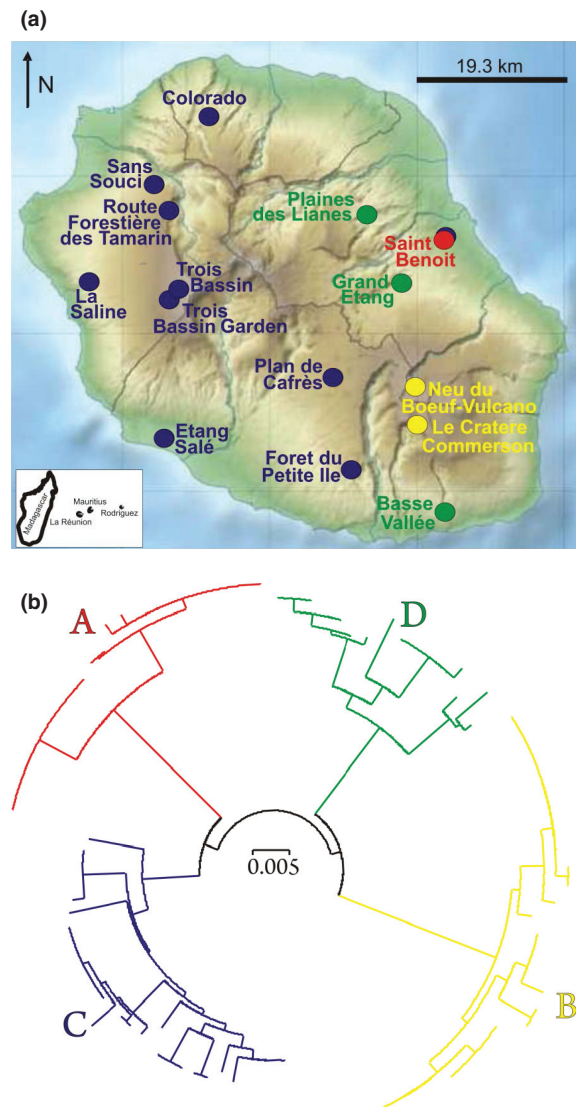 (a)
N
19.3 km
Colorado
Sans
Souci
Route
Forestière
des Tamarin
Plaines
des Lianes
Saint
Benoit
Grand
Etang
La
Saline
Trois
Bassin
Trois
Bassin Garden
Plan de
Cafrès
Neu du
Boeuf-Vulcano
Le Cratere
Commerson
Etang
Salé
Foret du
Petite Ile
Basse
Vallée
Madagascar
Mauritius
La Réunion
Rodriguez
(b)
A
D
0.005
C
B